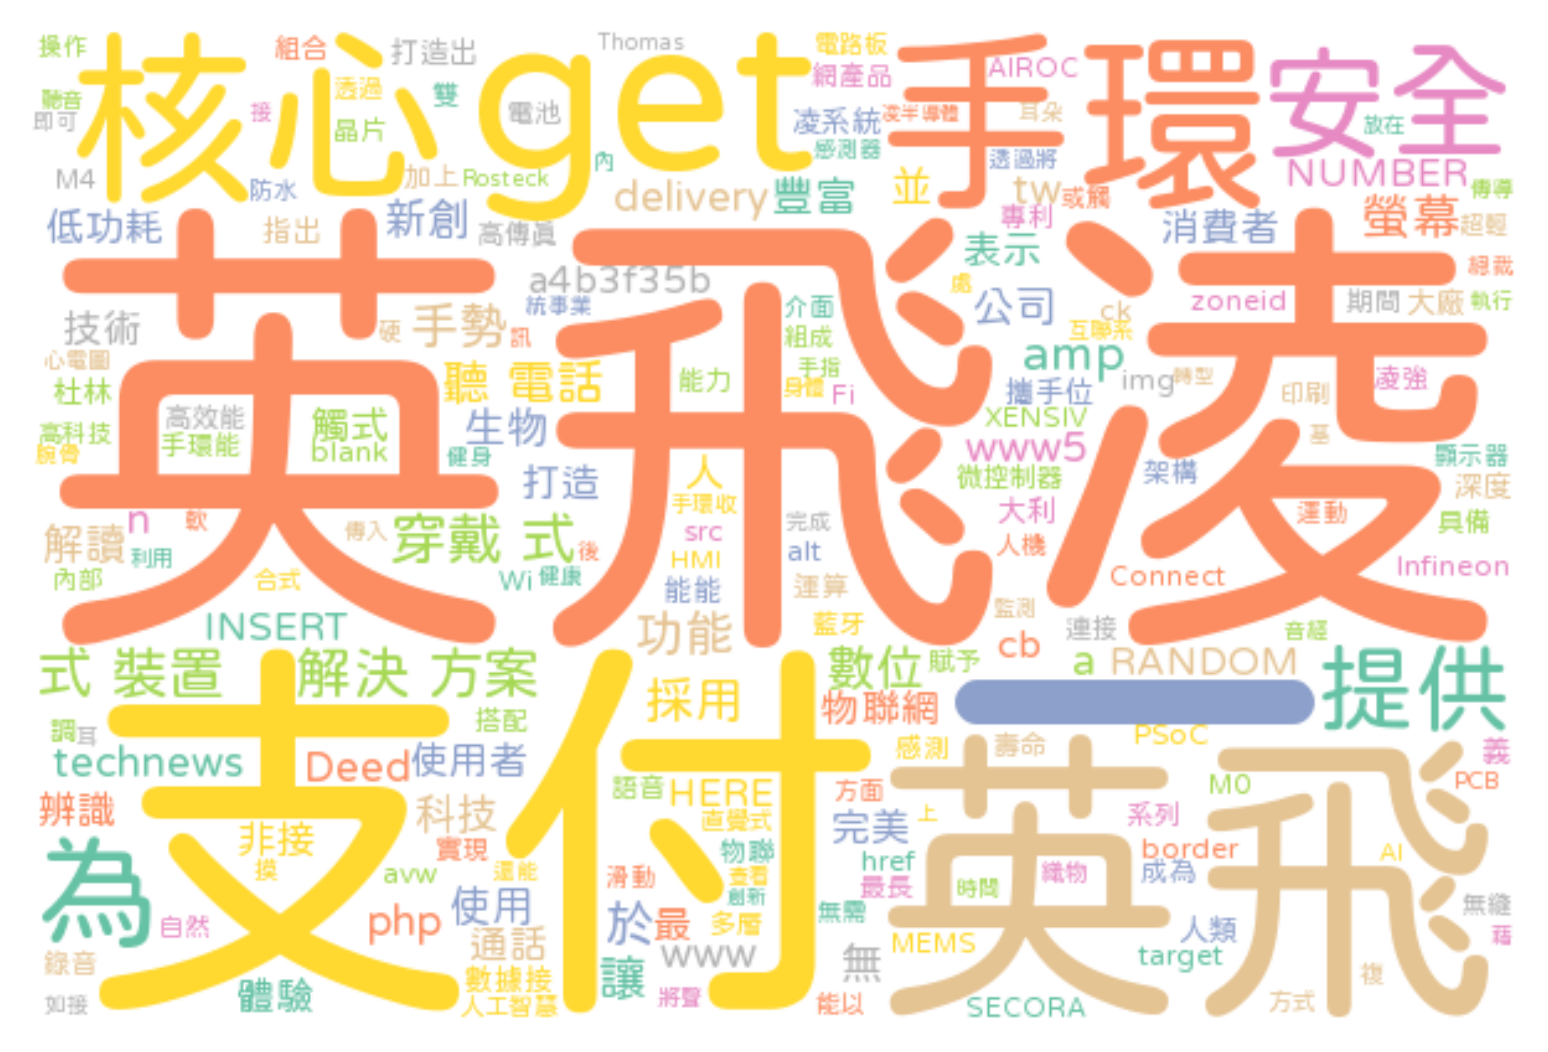 操作
組合
打造出
Thomas
電路板
核心
get
手環
安全
聽音
即可
透過
接
晶片
雙
電池
網產品
AIROC
凌系統
凌半導體
耳朵
放在
感測器
透過將
內
M4
防水
加上
Rosteck
delivery
豐富
並
tw
或觸
NUMBER
傳導
低功耗
指出
新創
高傳真
專利
消費者
螢幕
超輕
表示
英飛凌
a4b3f35b
統事業
處
總裁
技術
硬
手勢
訊
介面
公司
ck
zoneid
期間
大廠
執行
互聯系
心電圖
組成
手指
amp
杜林
聽 電話
能力
身體
Fi
攜手位
img
轉型
印刷
凌強
高效能
觸式
生物
XENSIV
高科技
手環能
blank
健身
www5
基
腕骨
打造
人
微控制器
架構
顯示器
深度
手環收
n
軟
傳入
穿戴 式
src
完成
大利
運動
具備
解讀
利用
後
HMI
alt
人機
內部
合式
Wi
健康
能能
運算
Connect
Infineon
INSERT
功能
藍牙
監測
連接
音經
cb
式 裝置
解決 方案
數位
賦予
a
RANDOM
提供
支付
採用
物聯網
一
調
耳
搭配
PSoC
technews
Deed
使用者
感測
壽命
義
英飛
語音
HERE
方面
M0
PCB
辨識
科技
直覺式
完美
上
系列
非接
實現
物聯
border
AI
為
摸
avw
還能
滑動
查看
href
成為
創新
最長
時間
織物
php
使用
於
最
多層
無需
無縫
自然
通話
www
無
MEMS
人類
藉
target
錄音
數據接
讓
複
如接
體驗
人工智慧
將聲
能以
SECORA
方式